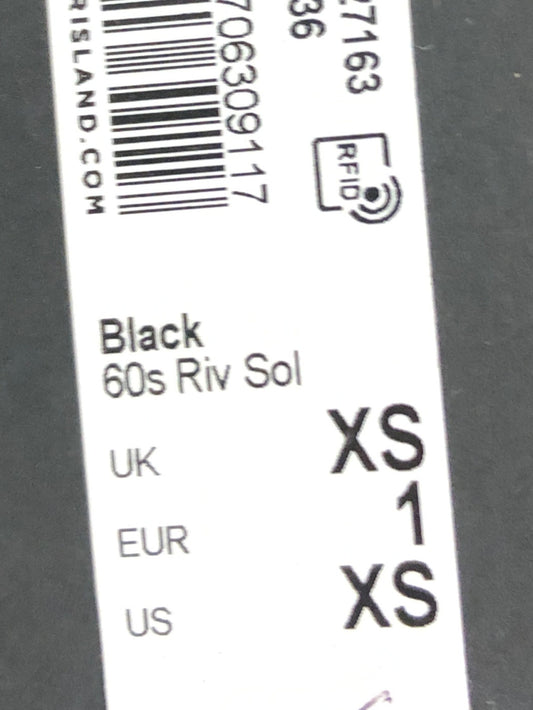 RISLAND.COM
706309117
36
27163
RFID
Black
60s Riv Sol
UK XS
EUR 1
US XS